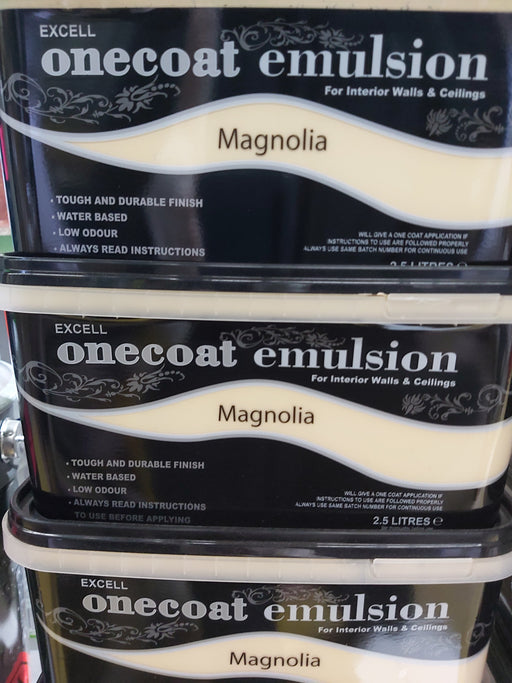 EXCELL
onecoat emulsion
For Interior Walls & Ceilings
Magnolia
• TOUGH AND DURABLE FINISH
• WATER BASED
• LOW ODOUR
• ALWAYS READ INSTRUCTIONS
WILL GIVE A ONE COAT APPLICATION IF
INSTRUCTIONS TO USE ARE FOLLOWED PROPERLY
ALWAYS USE SAME BATCH NUMBER FOR CONTINUOUS USE
2.5 LITRES ℮
EXCELL
onecoat emulsion
For Interior Walls & Ceilings
Magnolia
• TOUGH AND DURABLE FINISH
• WATER BASED
• LOW ODOUR
• ALWAYS READ INSTRUCTIONS
TO USE BEFORE APPLYING
WILL GIVE A ONE COAT APPLICATION IF
INSTRUCTIONS TO USE ARE FOLLOWED PROPERLY
ALWAYS USE SAME BATCH NUMBER FOR CONTINUOUS USE
2.5 LITRES ℮
EXCELL
onecoat emulsion
For Interior Walls & Ceilings
Magnolia